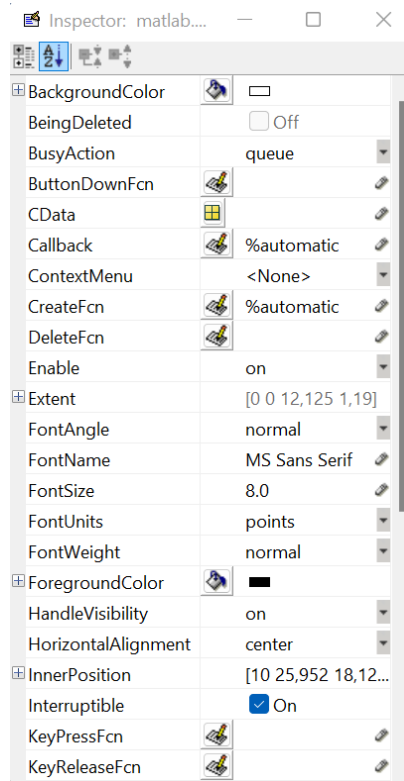 Inspector: matlab....
BackgroundColor
BeingDeleted Off
BusyAction queue
ButtonDownFcn
CData
Callback %automatic
ContextMenu <None>
CreateFcn %automatic
DeleteFcn
Enable on
Extent [0 0 12,125 1,19]
FontAngle normal
FontName MS Sans Serif
FontSize 8.0
FontUnits points
FontWeight normal
ForegroundColor
HandleVisibility on
HorizontalAlignment center
InnerPosition [10 25,952 18,12...
Interruptible On
KeyPressFcn
KeyReleaseFcn